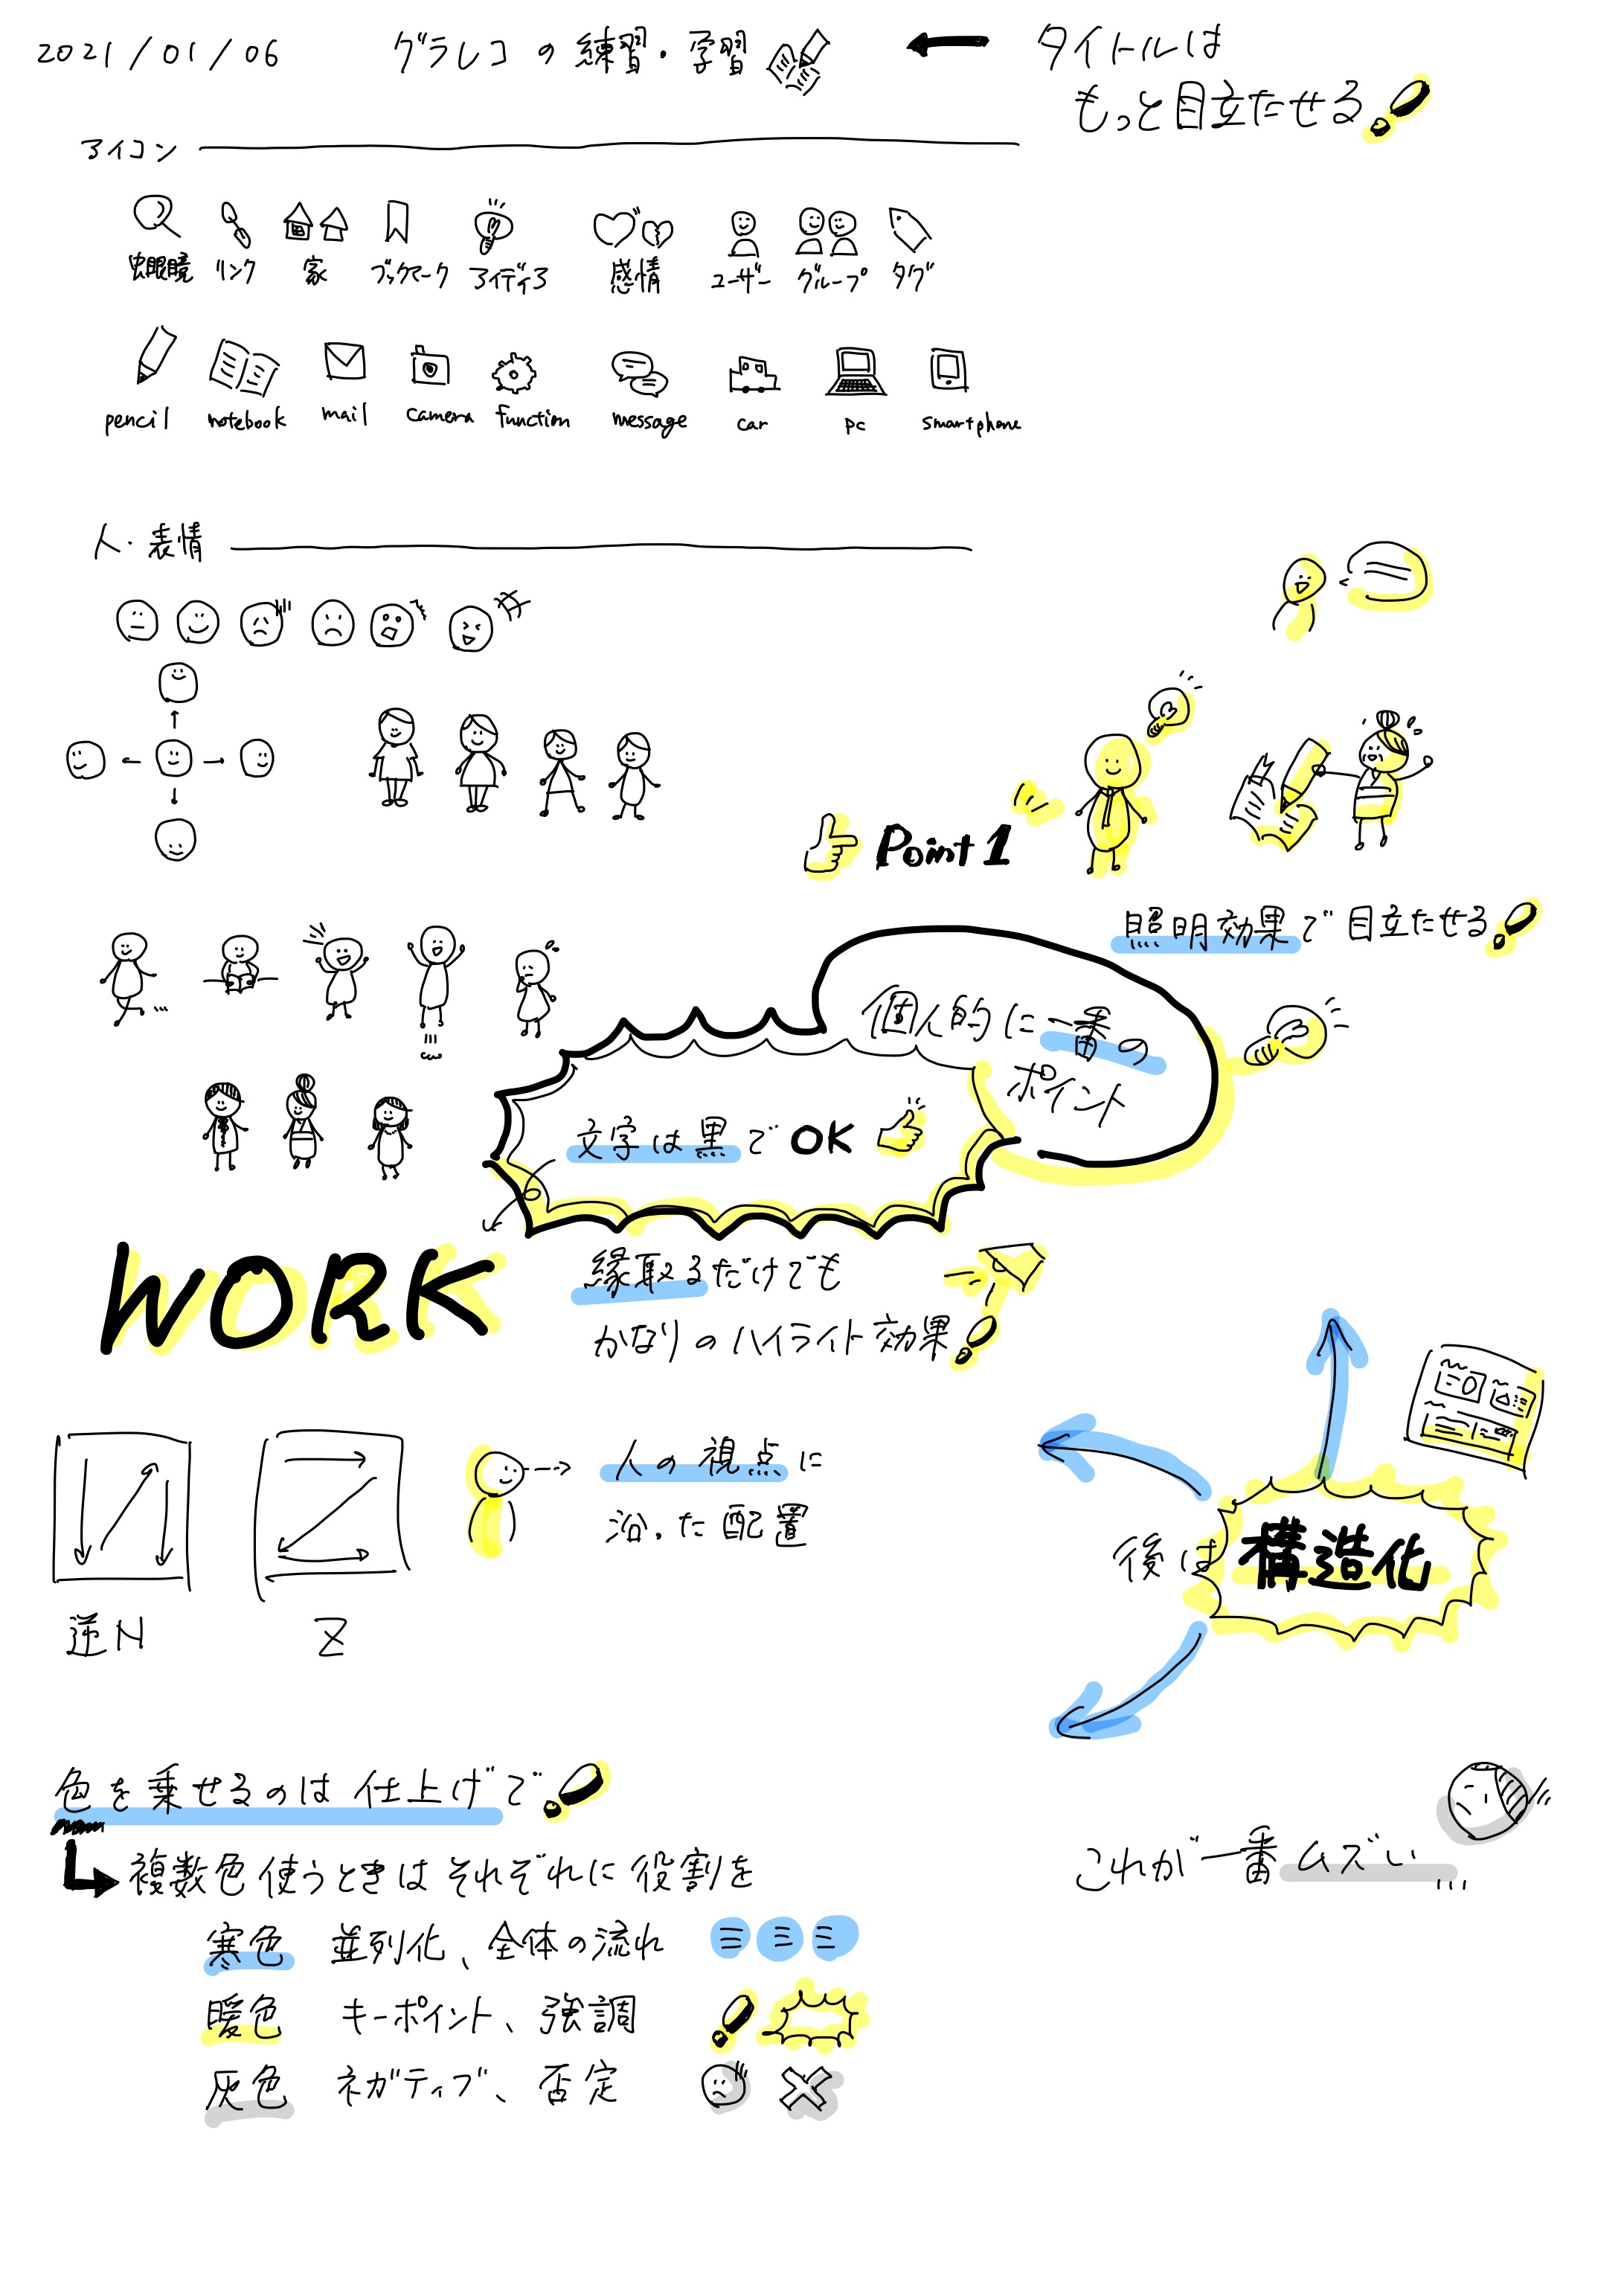 2021/01/06 グラレコの練習・学習 ← タイトルは
もっと目立たせる!
アイコン
虫眼鏡 リンク 家 ブックマーク アイディア 感情 ユーザー グループ タグ
pencil notebook mail camera function message car pc smartphone
人・表情
Point 1
照明効果で目立たせる!
個人的に一番の
ポイント
文字は黒でOK
WORK
縁取るだけでも
かなりのハイライト効果!
人の視点に
沿った配置
逆N Z
後は構造化
色を乗せるのは仕上げで!
複数色使うときはそれぞれに役割を
寒色 並列化、全体の流れ
暖色 キーポイント、強調!
灰色 ネガティブ、否定
これが一番ムズい...